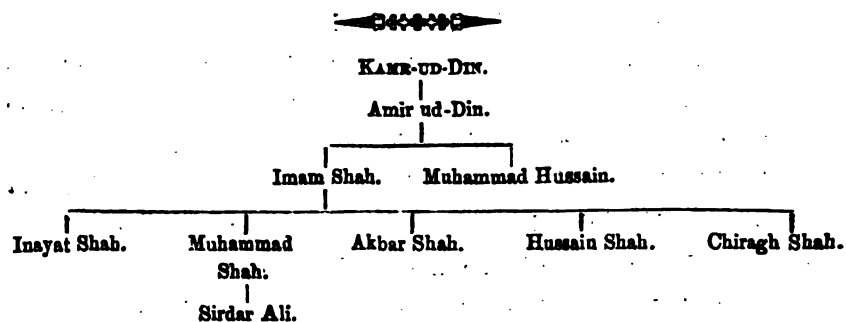 KAMR-UD-DIN.
Amir ud-Din.
Imam Shah. Muhammad Hussain.
Inayat Shah. Muhammad Shah. Akbar Shah. Hussain Shah. Chiragh Shah.
Sirdar Ali.